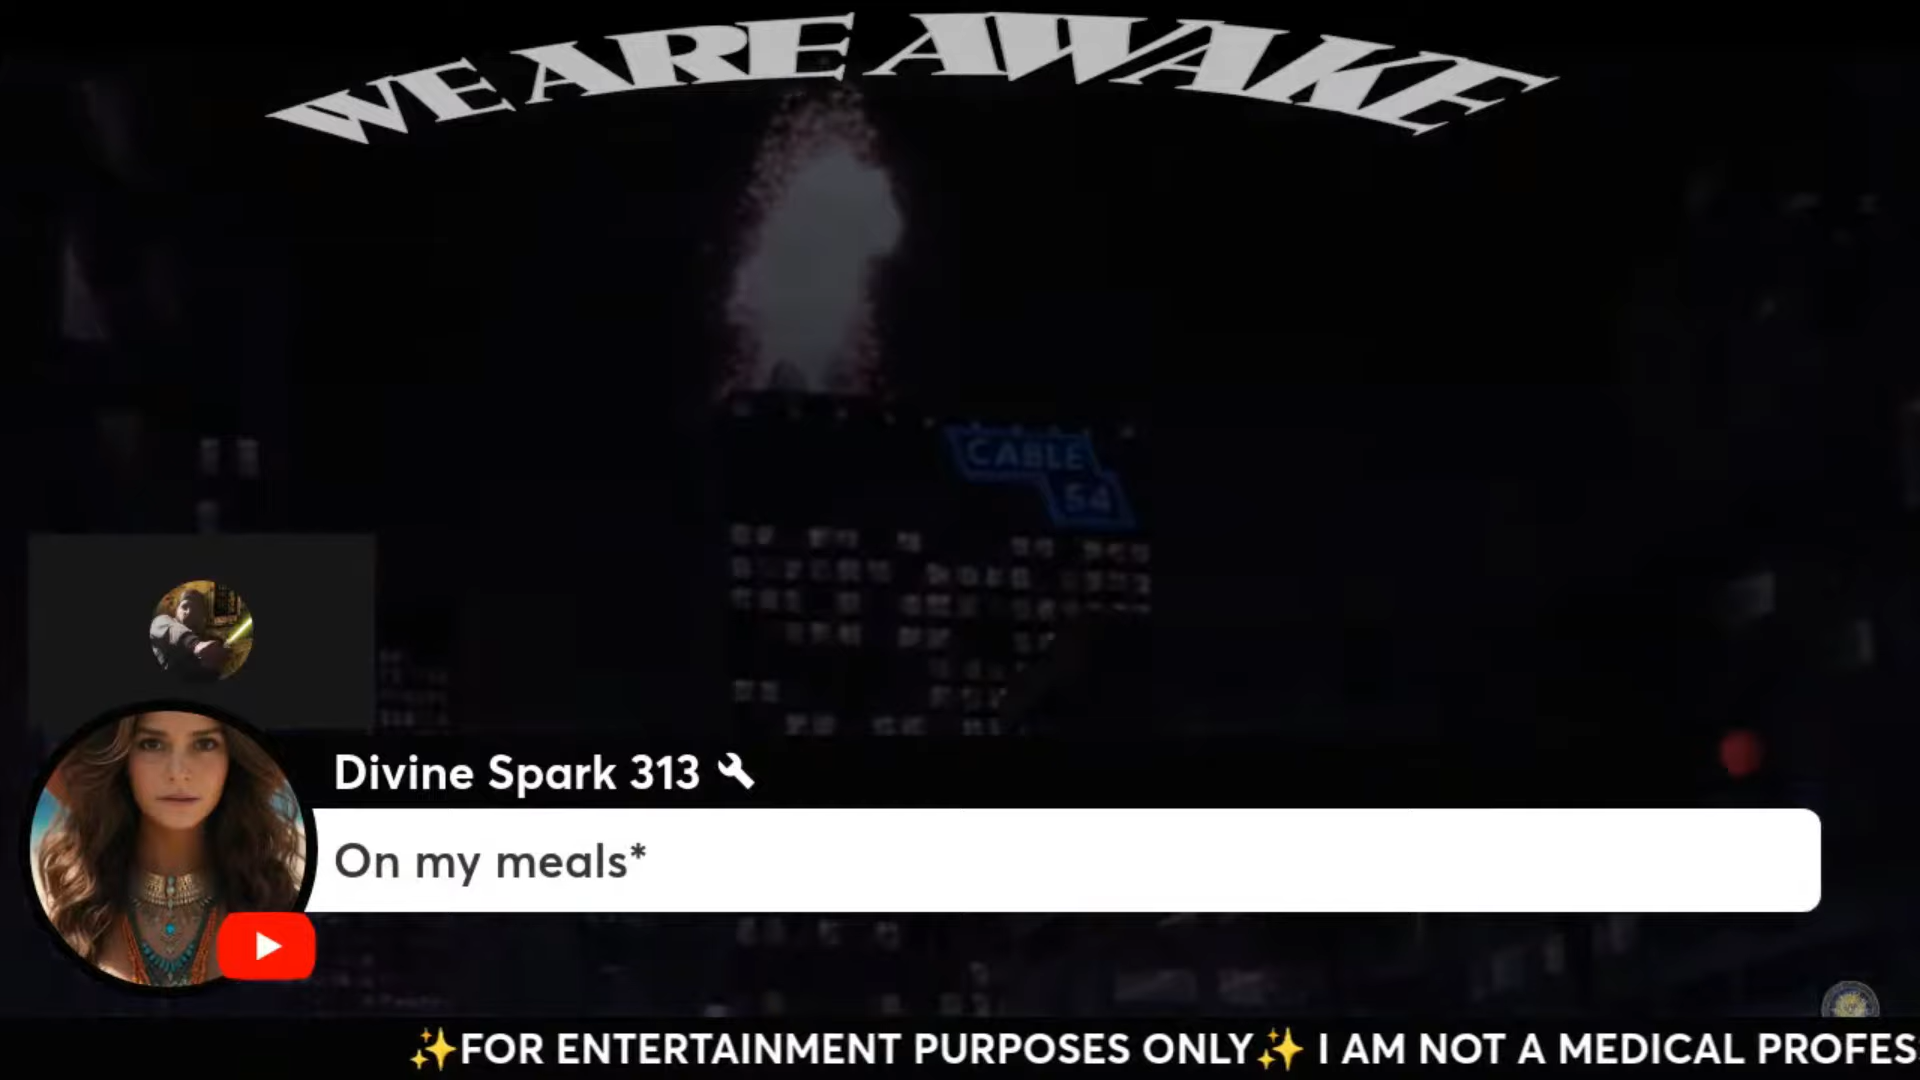 WE ARE AWAKE
CABLE
54
Divine Spark 313
On my meals*
✨FOR ENTERTAINMENT PURPOSES ONLY✨ I AM NOT A MEDICAL PROFES